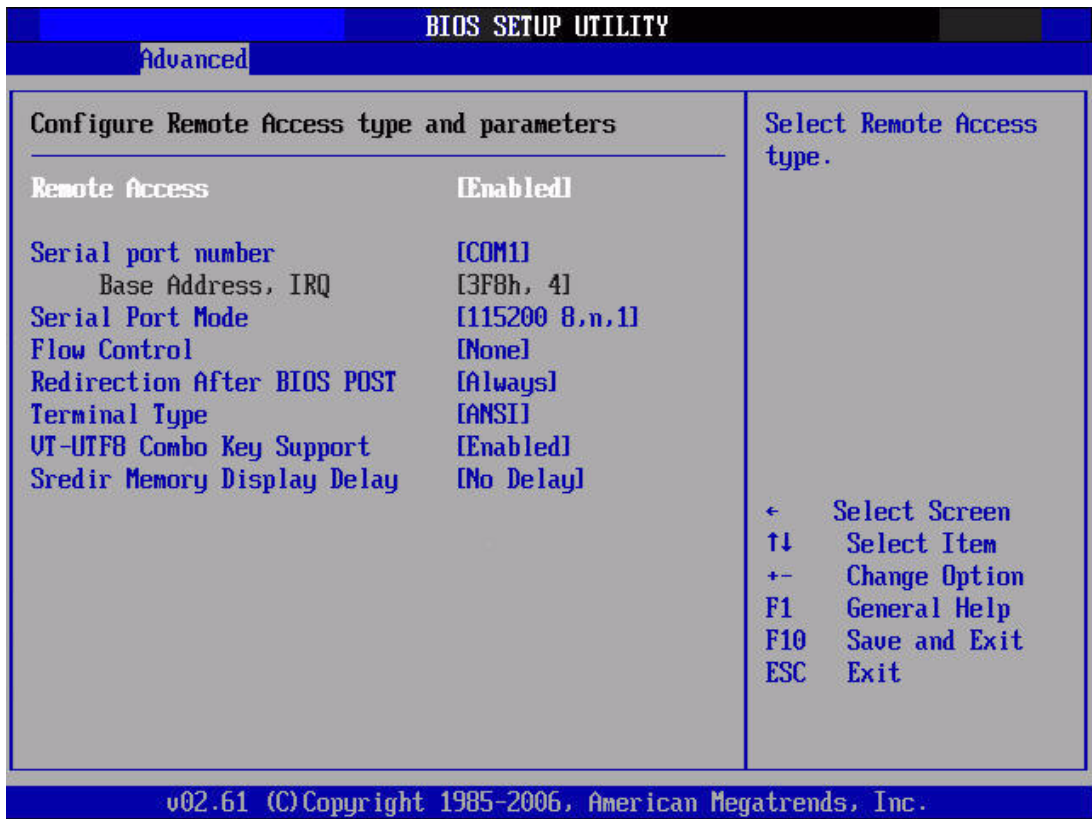 BIOS SETUP UTILITY
Advanced
Configure Remote Access type and parameters
Remote Access [Enabled]
Serial port number [COM1]
Base Address, IRQ [3F8h, 4]
Serial Port Mode [115200 8,n,1]
Flow Control [None]
Redirection After BIOS POST [Always]
Terminal Type [ANSI]
VT-UTF8 Combo Key Support [Enabled]
Sredir Memory Display Delay [No Delay]
Select Remote Access
type.
← Select Screen
↑↓ Select Item
+- Change Option
F1 General Help
F10 Save and Exit
ESC Exit
v02.61 (C)Copyright 1985-2006, American Megatrends, Inc.